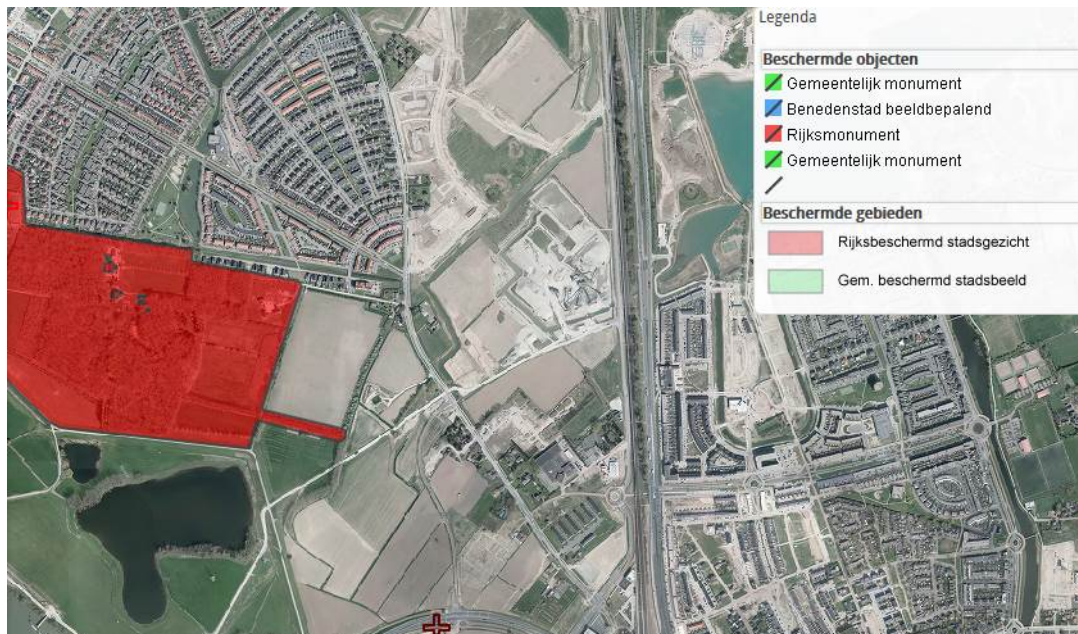 Legenda
Beschermde objecten
Gemeentelijk monument
Benedenstad beeldbepalend
Rijksmonument
Gemeentelijk monument
Beschermde gebieden
Rijksbeschermd stadsgezicht
Gem. beschermd stadsbeeld